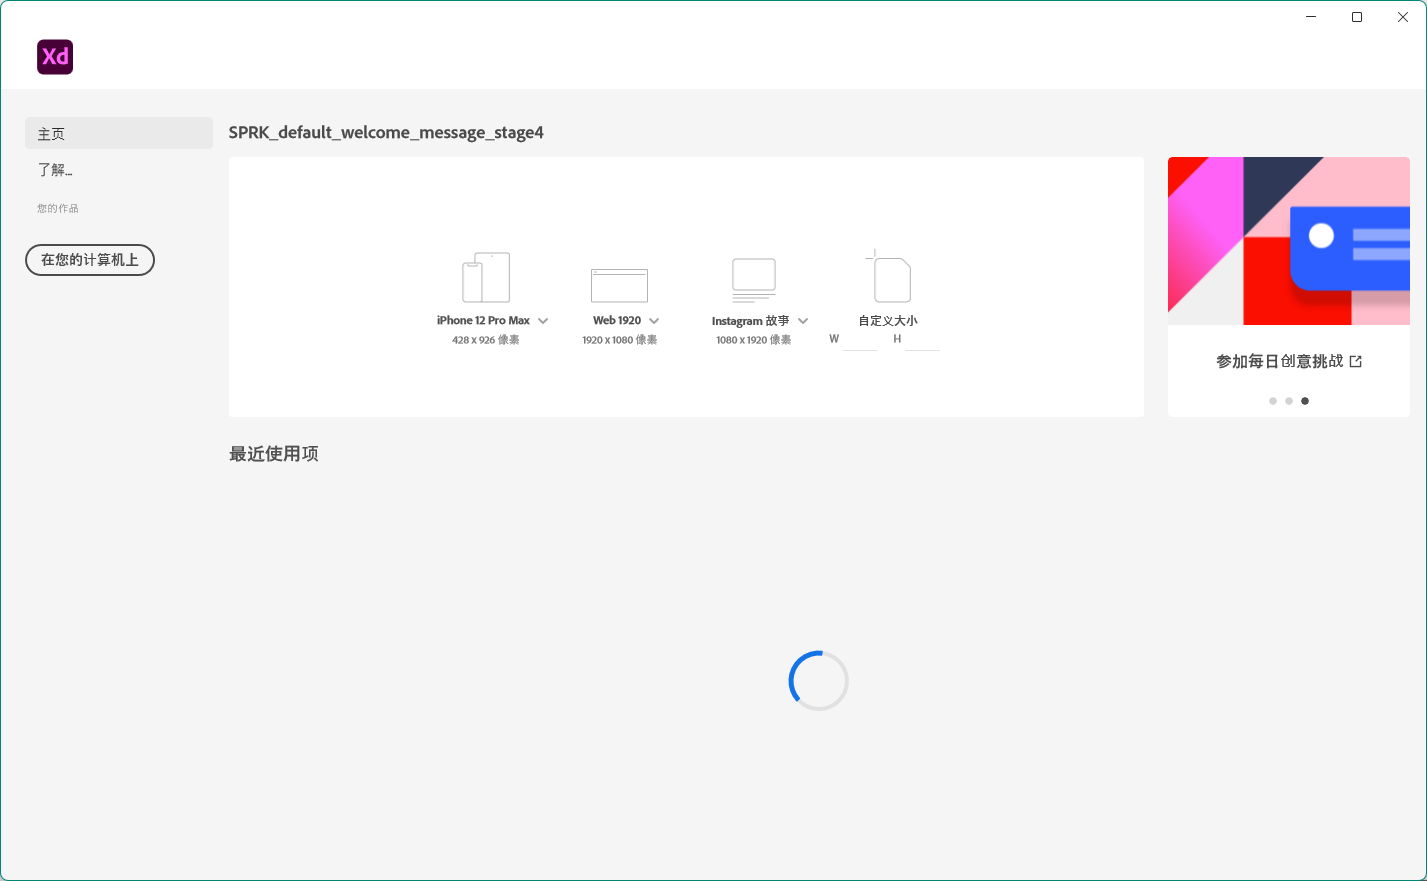 Xd
主页
了解...
您的作品
在您的计算机上
SPRK_default_welcome_message_stage4
iPhone 12 Pro Max
428 x 926 像素
Web 1920
1920 x 1080 像素
Instagram 故事
1080 x 1920 像素
自定义大小
W H
参加每日创意挑战
最近使用项